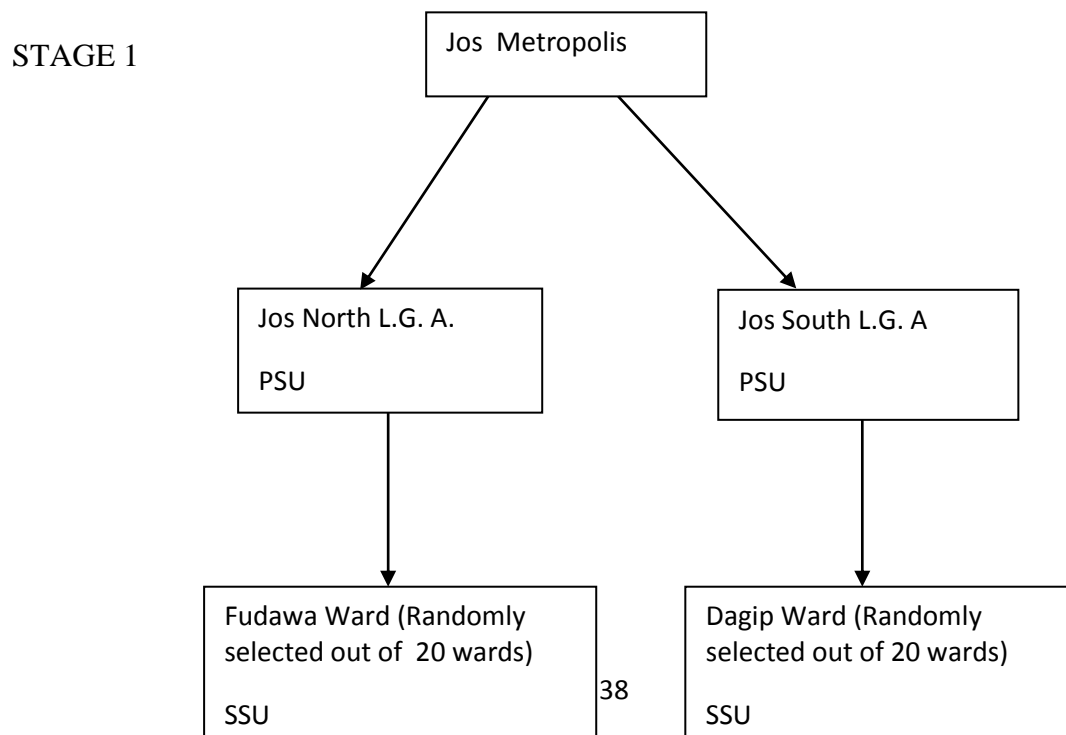 STAGE 1
Jos Metropolis
Jos North L.G. A.
PSU
Jos South L.G. A
PSU
Fudawa Ward (Randomly
selected out of 20 wards)
SSU
Dagip Ward (Randomly
selected out of 20 wards)
SSU
38